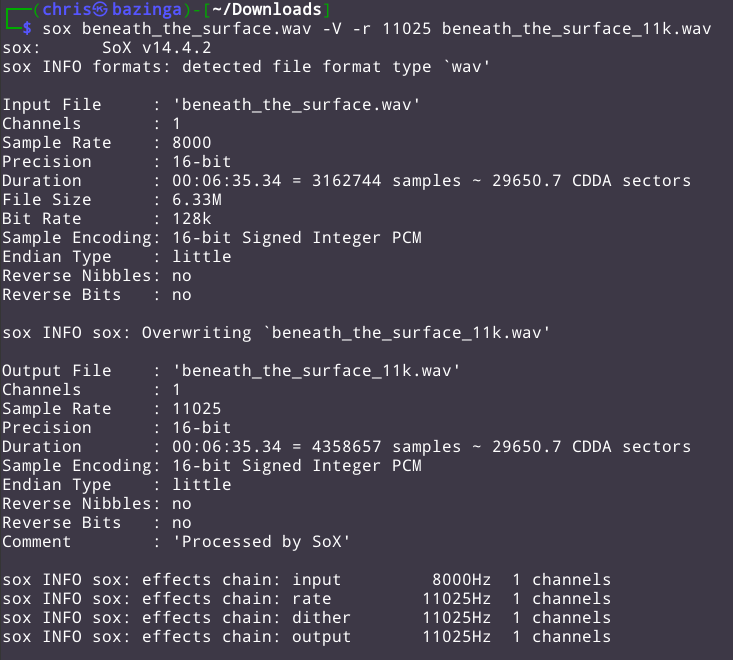 ┌──(chris㉿bazinga)-[~/Downloads]
└─$ sox beneath_the_surface.wav -V -r 11025 beneath_the_surface_11k.wav
sox:      SoX v14.4.2
sox INFO formats: detected file format type `wav'

Input File     : 'beneath_the_surface.wav'
Channels       : 1
Sample Rate    : 8000
Precision      : 16-bit
Duration       : 00:06:35.34 = 3162744 samples ~ 29650.7 CDDA sectors
File Size      : 6.33M
Bit Rate       : 128k
Sample Encoding: 16-bit Signed Integer PCM
Endian Type    : little
Reverse Nibbles: no
Reverse Bits   : no

sox INFO sox: Overwriting `beneath_the_surface_11k.wav'

Output File    : 'beneath_the_surface_11k.wav'
Channels       : 1
Sample Rate    : 11025
Precision      : 16-bit
Duration       : 00:06:35.34 = 4358657 samples ~ 29650.7 CDDA sectors
Sample Encoding: 16-bit Signed Integer PCM
Endian Type    : little
Reverse Nibbles: no
Reverse Bits   : no
Comment        : 'Processed by SoX'

sox INFO sox: effects chain: input         8000Hz  1 channels
sox INFO sox: effects chain: rate         11025Hz  1 channels
sox INFO sox: effects chain: dither       11025Hz  1 channels
sox INFO sox: effects chain: output       11025Hz  1 channels